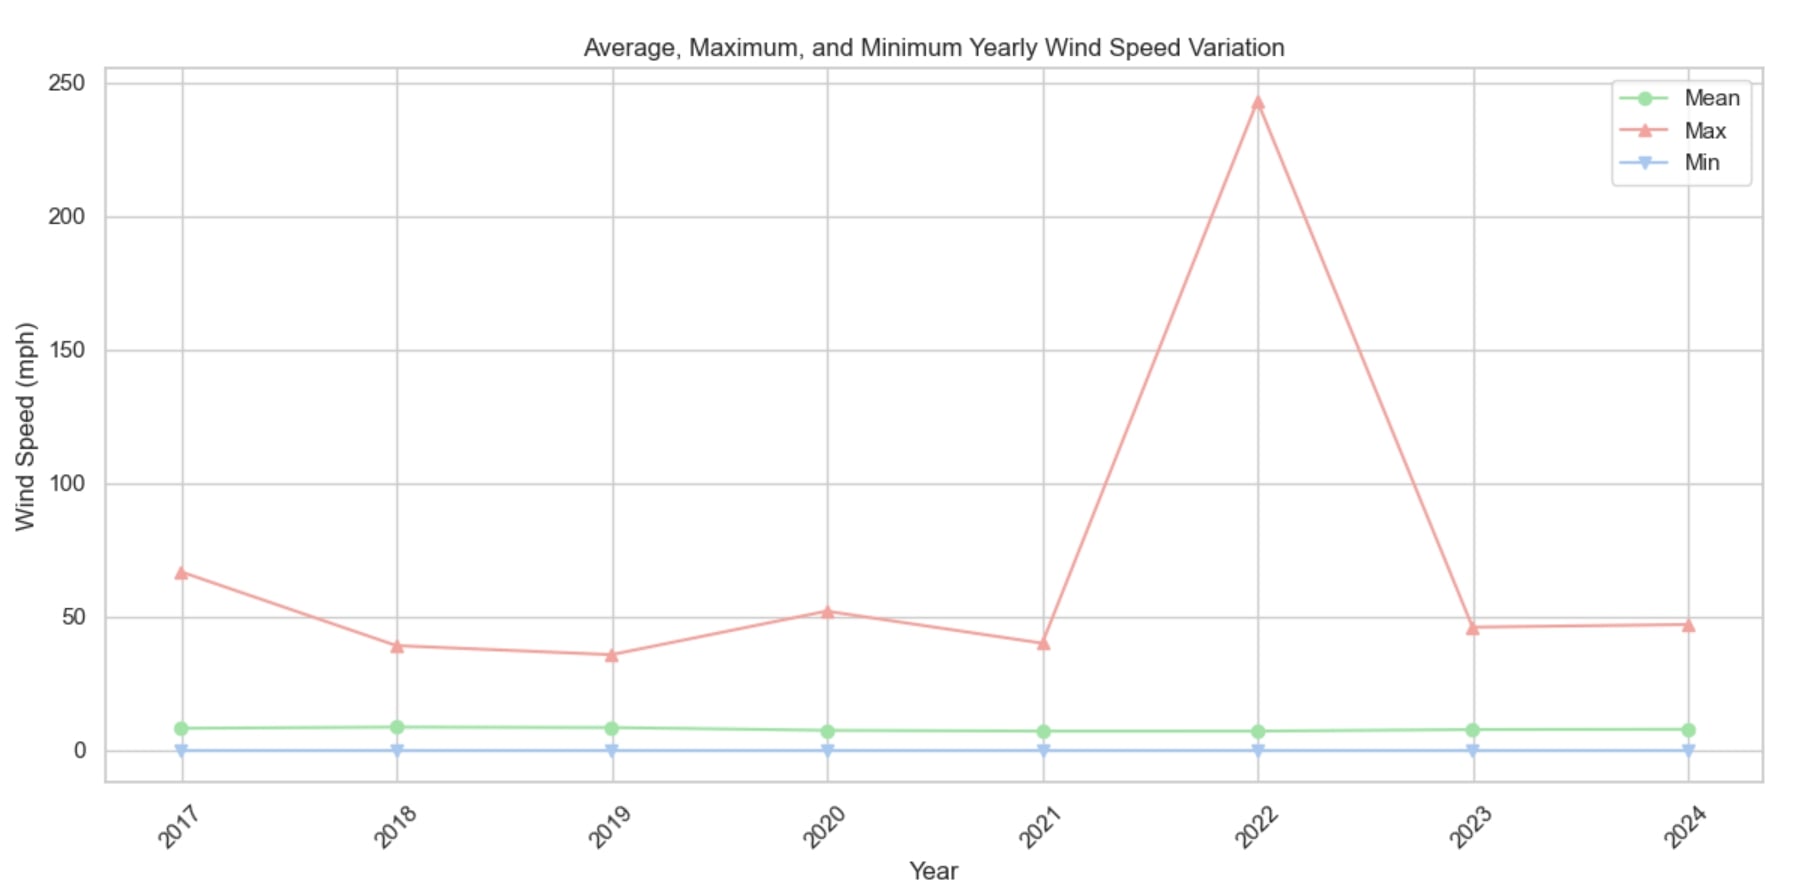 Average, Maximum, and Minimum Yearly Wind Speed Variation
Mean
Max
Min
Wind Speed (mph)
250
200
150
100
50
0
2017
2018
2019
2020
2021
2022
2023
2024
Year